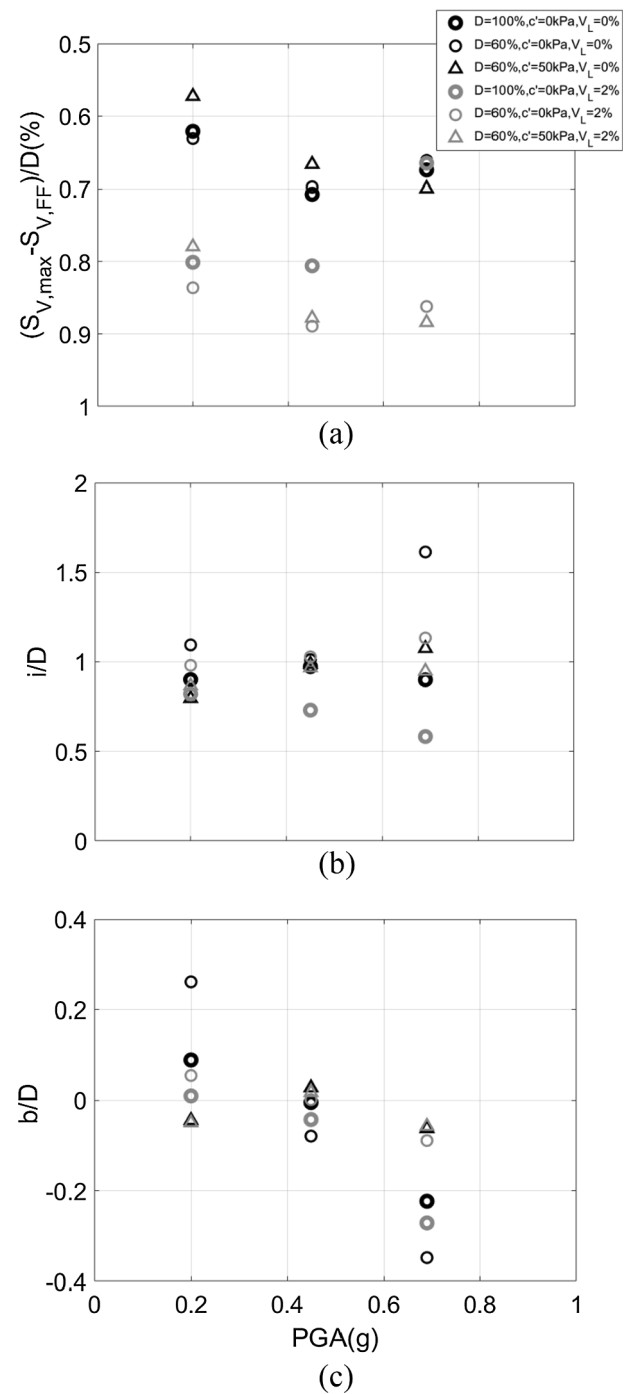 D=100%,c'=0kPa,V_L=0%
D=60%,c'=0kPa,V_L=0%
D=60%,c'=50kPa,V_L=0%
D=100%,c'=0kPa,V_L=2%
D=60%,c'=0kPa,V_L=2%
D=60%,c'=50kPa,V_L=2%
0.5
0.6
0.7
0.8
0.9
1
(S_V,max-S_V,FF)/D(%)
(a)
2
1.5
1
0.5
0
i/D
(b)
0.4
0.2
0
-0.2
-0.4
b/D
0 0.2 0.4 0.6 0.8 1
PGA(g)
(c)